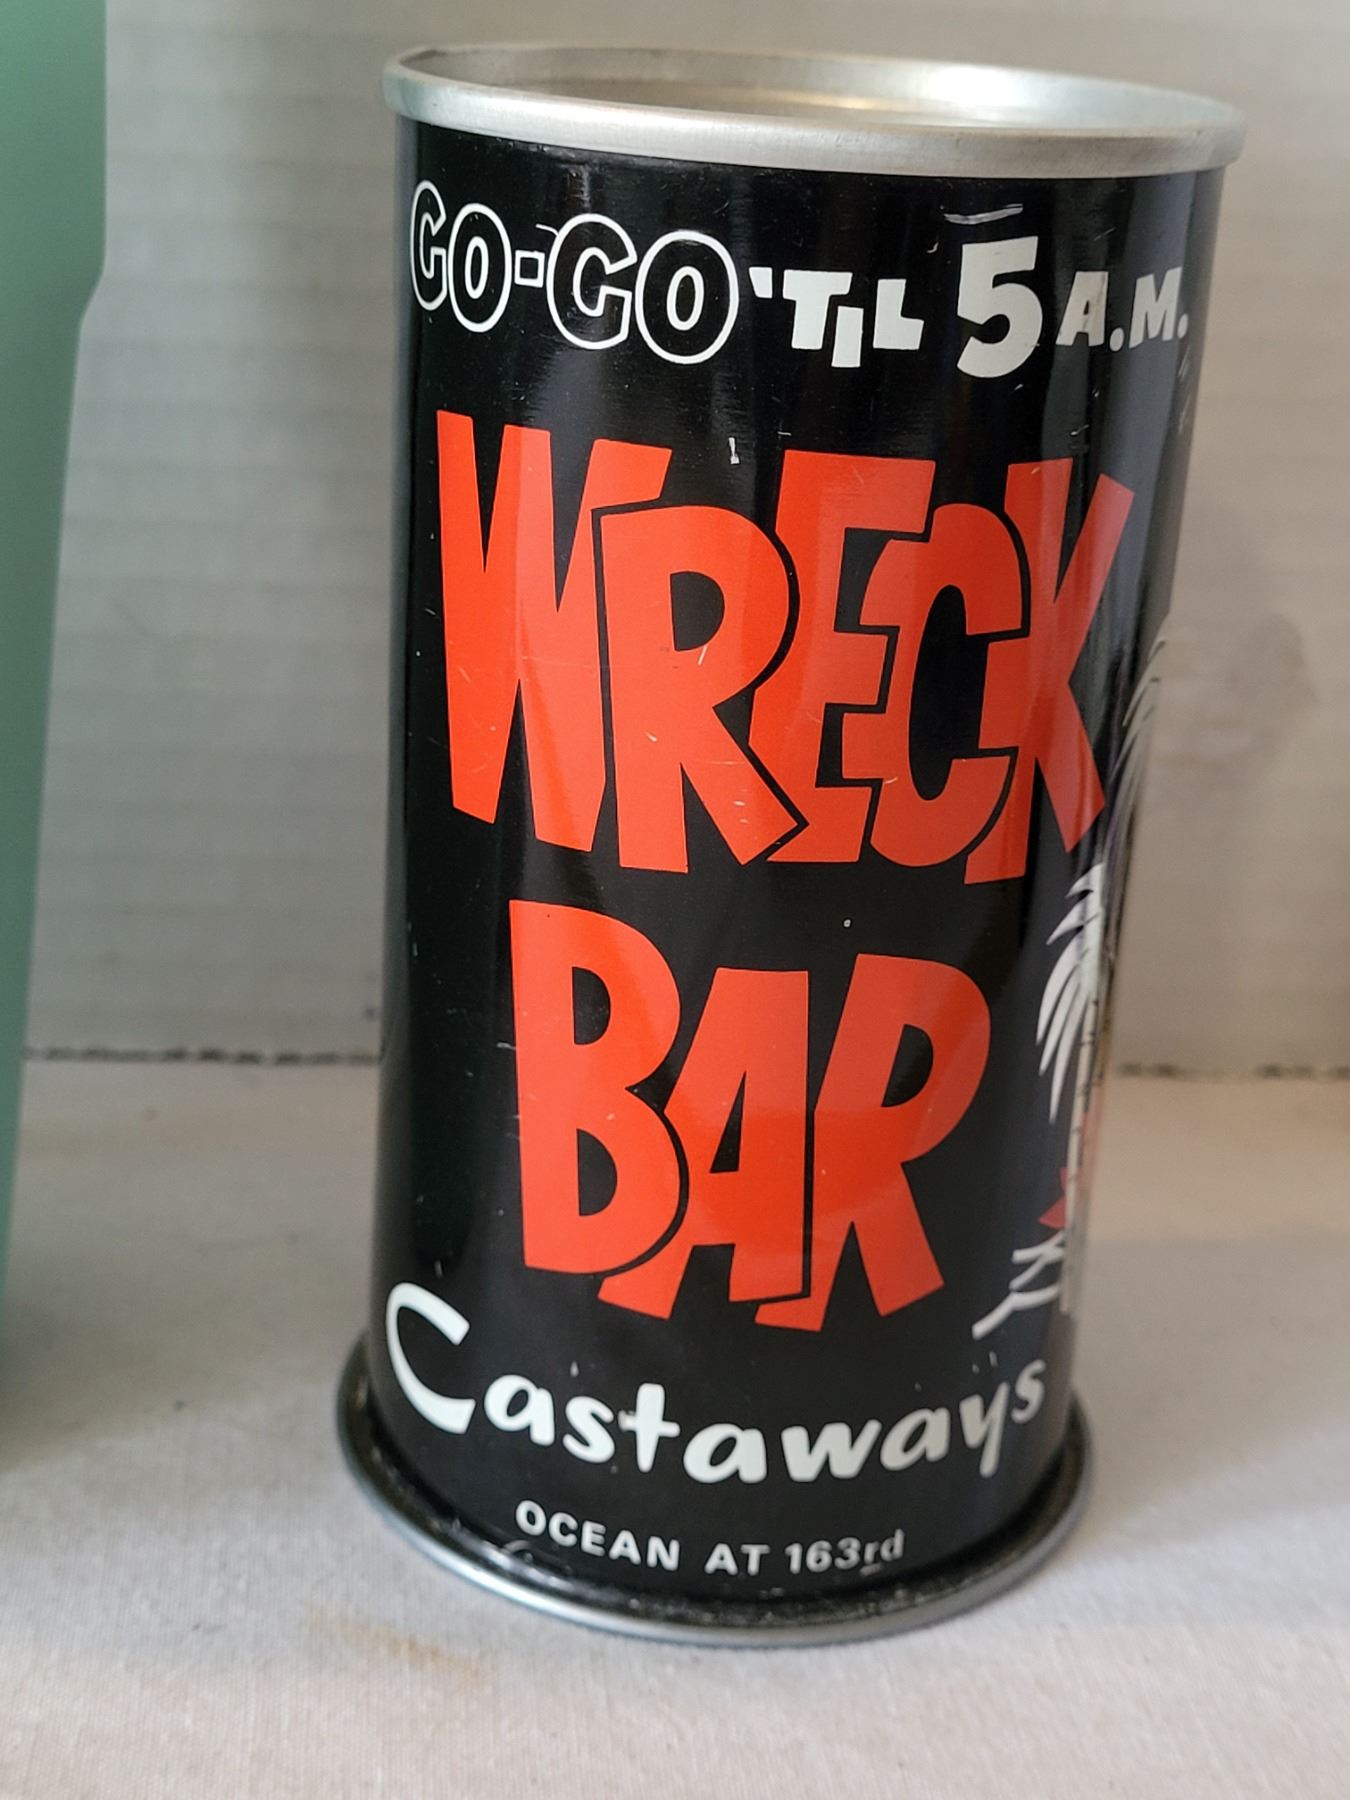 GO-GO 'TIL 5 A.M.
WRECK
BAR
Castaways
OCEAN AT 163rd